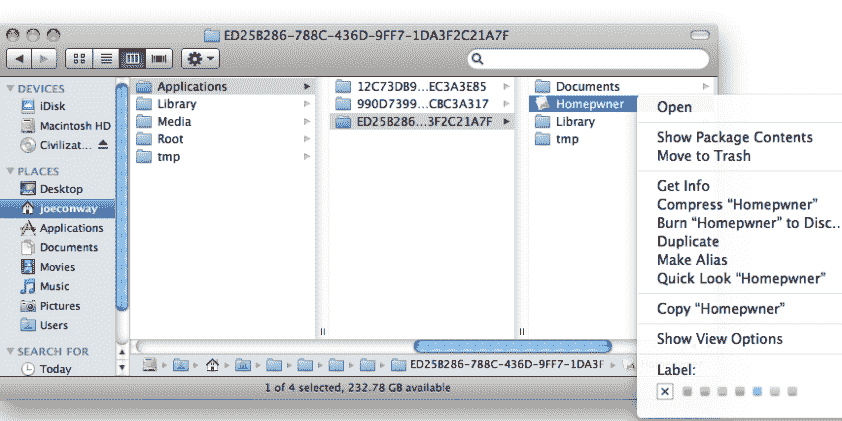 ED25B286-788C-436D-9FF7-1DA3F2C21A7F
DEVICES
iDisk
Macintosh HD
Civilizat...
PLACES
Desktop
joeconway
Applications
Documents
Movies
Music
Pictures
Users
SEARCH FOR
Today
Applications
Library
Media
Root
tmp
12C73DB9...EC3A3E85
990D7399...CBC3A317
ED25B286...3F2C21A7F
Documents
Homepwner
Library
tmp
Open
Show Package Contents
Move to Trash
Get Info
Compress “Homepwner”
Burn “Homepwner” to Disc...
Duplicate
Make Alias
Quick Look “Homepwner”
Copy “Homepwner”
Show View Options
Label:
ED25B286-788C-436D-9FF7-1DA3F
1 of 4 selected, 232.78 GB available